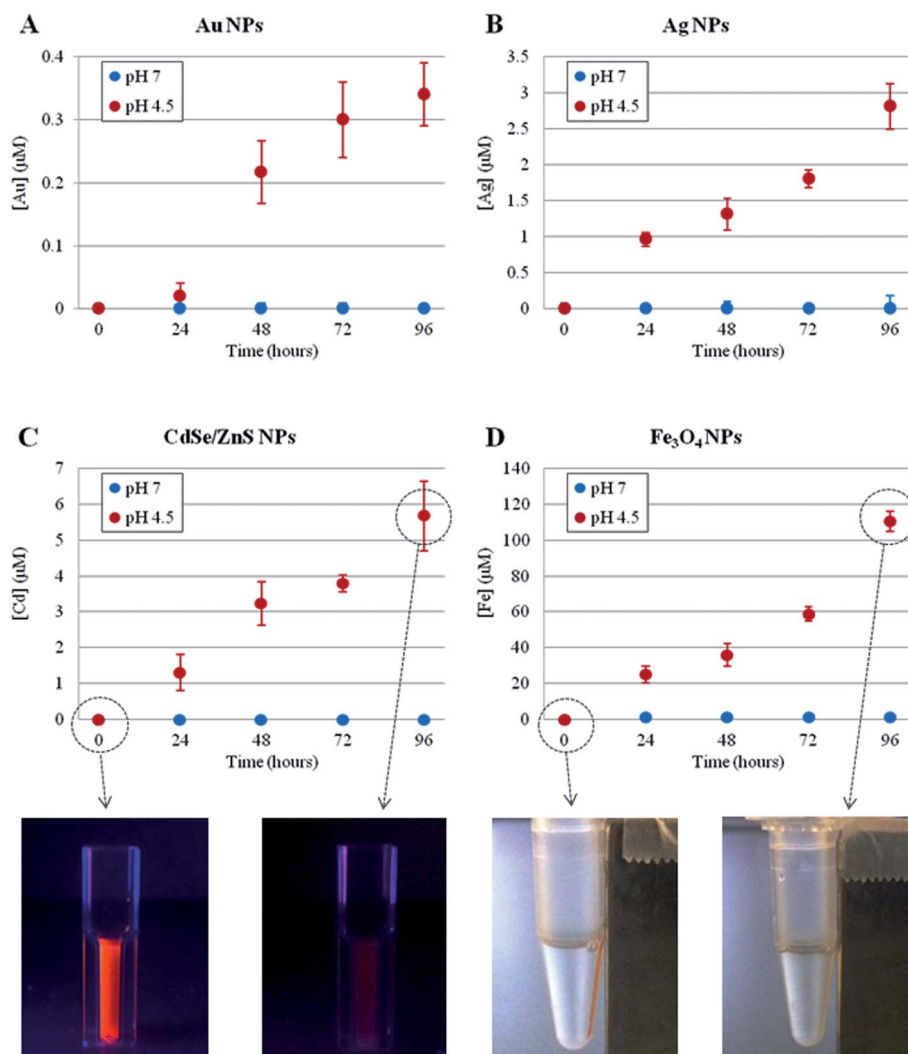 A
Au NPs
[Au] (µM)
0.4
0.3
0.2
0.1
0
pH 7
pH 4.5
0 24 48 72 96
Time (hours)
B
Ag NPs
[Ag] (µM)
3.5
3
2.5
2
1.5
1
0.5
0
pH 7
pH 4.5
0 24 48 72 96
Time (hours)
C
CdSe/ZnS NPs
[Cd] (µM)
7
6
5
4
3
2
1
0
pH 7
pH 4.5
0 24 48 72 96
Time (hours)
D
Fe₃O₄ NPs
[Fe] (µM)
140
120
100
80
60
40
20
0
pH 7
pH 4.5
0 24 48 72 96
Time (hours)